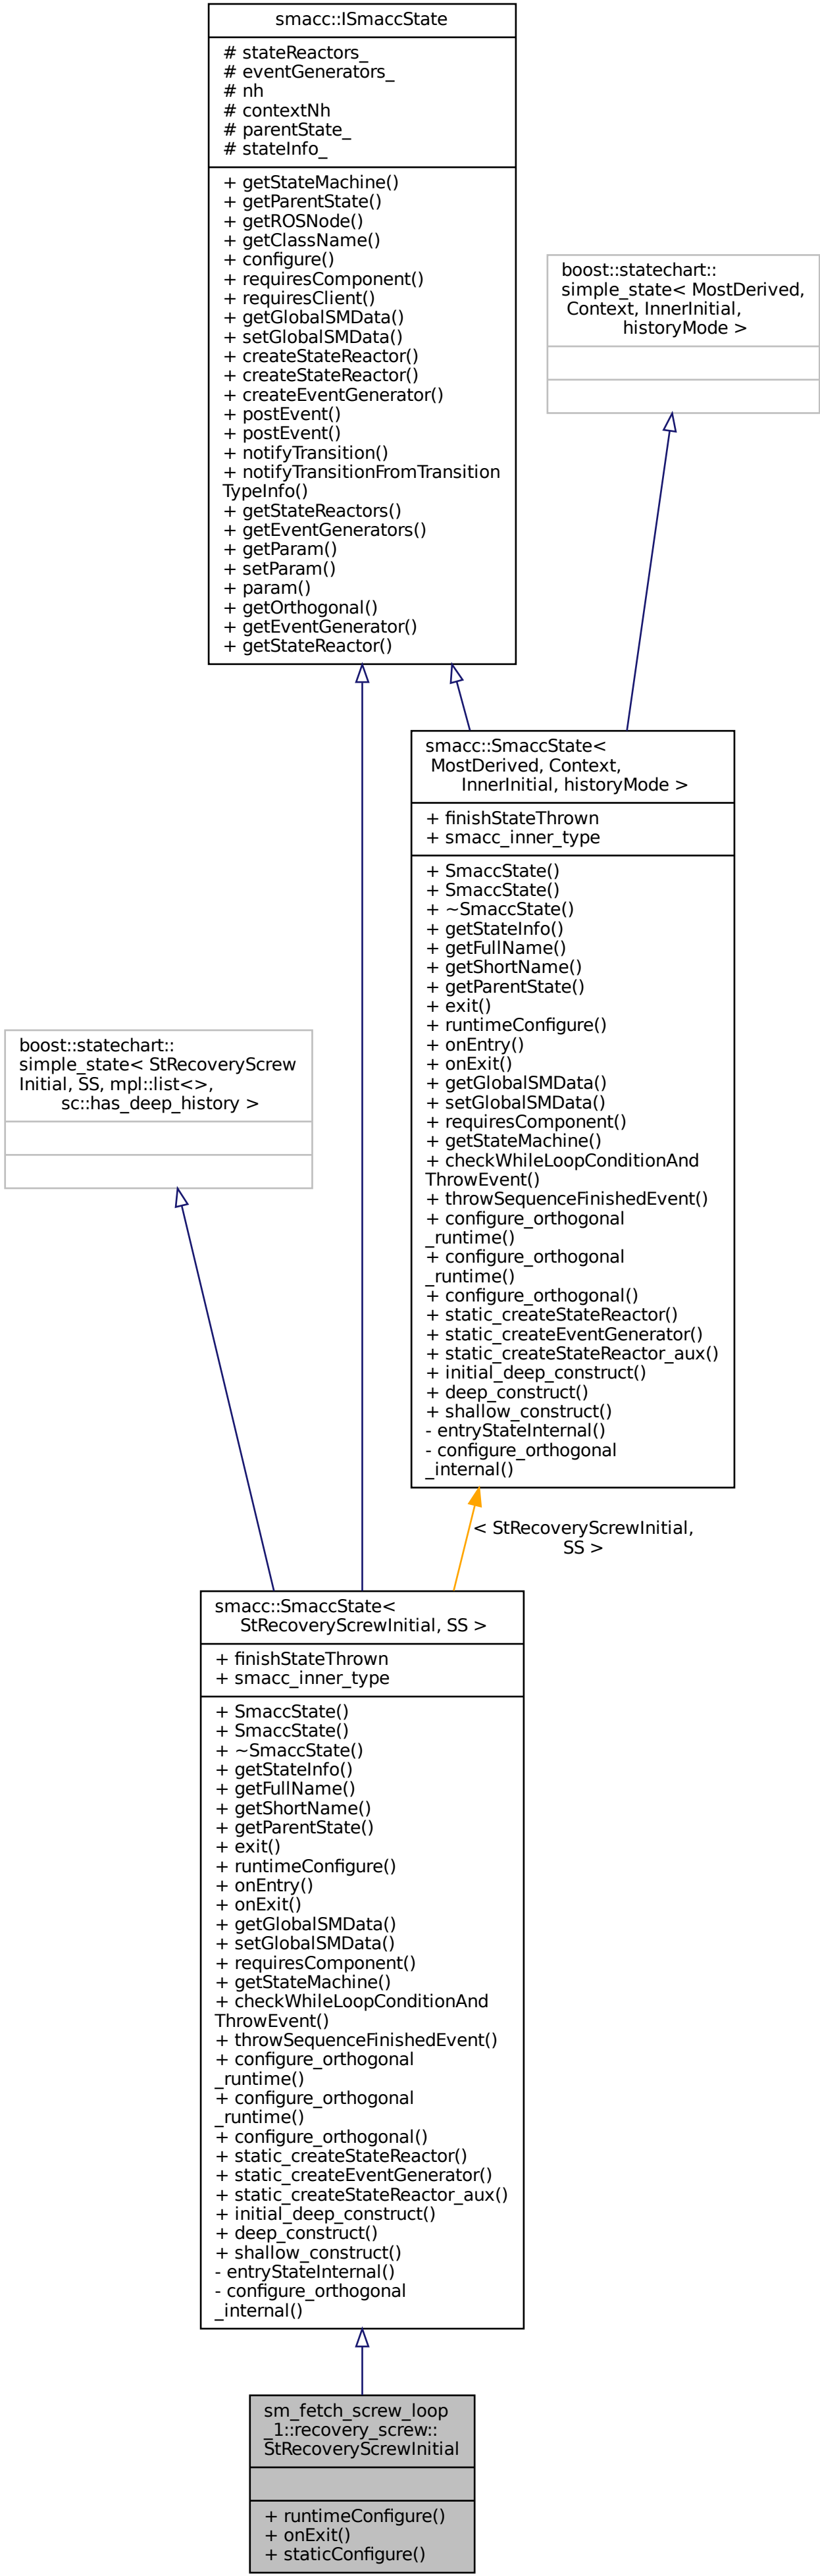 smacc::ISmaccState
# stateReactors_
# eventGenerators_
# nh
# contextNh
# parentState_
# stateInfo_
+ getStateMachine()
+ getParentState()
+ getROSNode()
+ getClassName()
+ configure()
+ requiresComponent()
+ requiresClient()
+ getGlobalSMData()
+ setGlobalSMData()
+ createStateReactor()
+ createStateReactor()
+ createEventGenerator()
+ postEvent()
+ postEvent()
+ notifyTransition()
+ notifyTransitionFromTransition
TypeInfo()
+ getStateReactors()
+ getEventGenerators()
+ getParam()
+ setParam()
+ param()
+ getOrthogonal()
+ getEventGenerator()
+ getStateReactor()
boost::statechart::
simple_state< MostDerived,
Context, InnerInitial,
historyMode >
smacc::SmaccState<
MostDerived, Context,
InnerInitial, historyMode >
+ finishStateThrown
+ smacc_inner_type
+ SmaccState()
+ SmaccState()
+ ~SmaccState()
+ getStateInfo()
+ getFullName()
+ getShortName()
+ getParentState()
+ exit()
+ runtimeConfigure()
+ onEntry()
+ onExit()
+ getGlobalSMData()
+ setGlobalSMData()
+ requiresComponent()
+ getStateMachine()
+ checkWhileLoopConditionAnd
ThrowEvent()
+ throwSequenceFinishedEvent()
+ configure_orthogonal
_runtime()
+ configure_orthogonal
_runtime()
+ configure_orthogonal()
+ static_createStateReactor()
+ static_createEventGenerator()
+ static_createStateReactor_aux()
+ initial_deep_construct()
+ deep_construct()
+ shallow_construct()
- entryStateInternal()
- configure_orthogonal
_internal()
boost::statechart::
simple_state< StRecoveryScrew
Initial, SS, mpl::list<>,
sc::has_deep_history >
< StRecoveryScrewInitial,
SS >
smacc::SmaccState<
StRecoveryScrewInitial, SS >
+ finishStateThrown
+ smacc_inner_type
+ SmaccState()
+ SmaccState()
+ ~SmaccState()
+ getStateInfo()
+ getFullName()
+ getShortName()
+ getParentState()
+ exit()
+ runtimeConfigure()
+ onEntry()
+ onExit()
+ getGlobalSMData()
+ setGlobalSMData()
+ requiresComponent()
+ getStateMachine()
+ checkWhileLoopConditionAnd
ThrowEvent()
+ throwSequenceFinishedEvent()
+ configure_orthogonal
_runtime()
+ configure_orthogonal
_runtime()
+ configure_orthogonal()
+ static_createStateReactor()
+ static_createEventGenerator()
+ static_createStateReactor_aux()
+ initial_deep_construct()
+ deep_construct()
+ shallow_construct()
- entryStateInternal()
- configure_orthogonal
_internal()
sm_fetch_screw_loop
_1::recovery_screw::
StRecoveryScrewInitial
+ runtimeConfigure()
+ onExit()
+ staticConfigure()